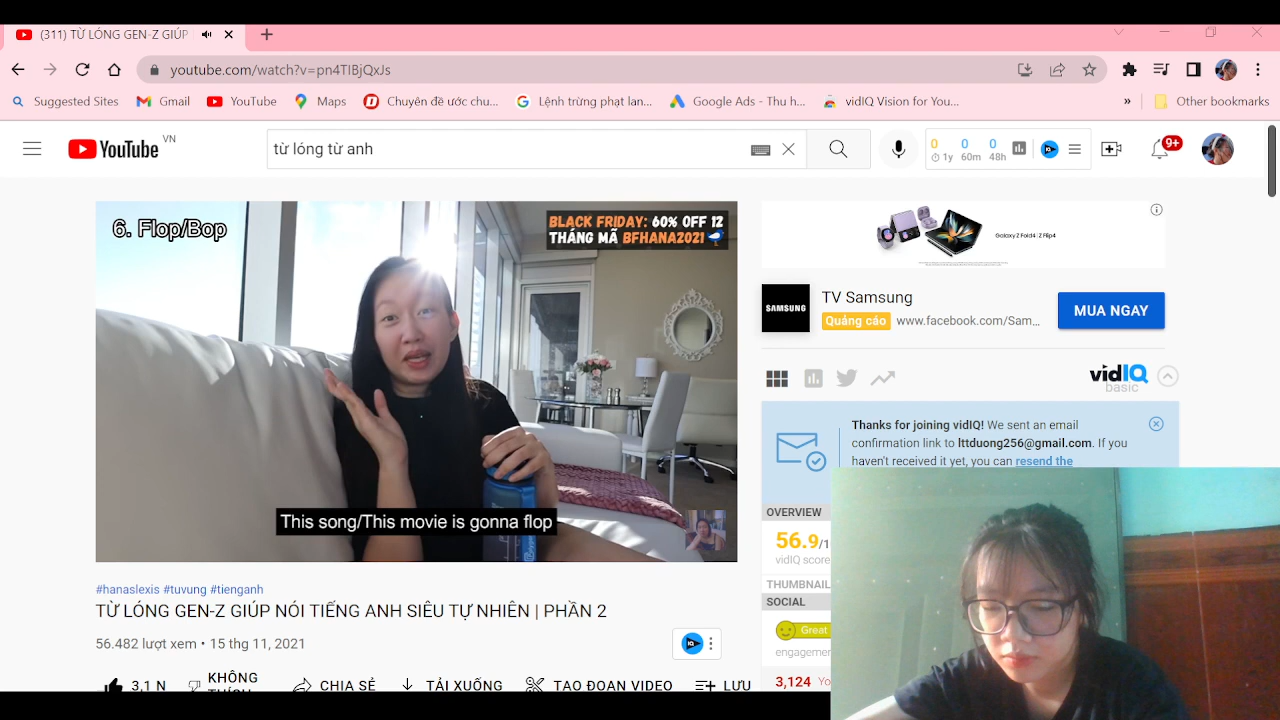 (311) TỪ LÓNG GEN-Z GIÚP
youtube.com/watch?v=pn4TIBjQxJs
Suggested Sites
Gmail
YouTube
Maps
Chuyên đề ước chu...
Lệnh trừng phạt lan...
Google Ads - Thu h...
vidIQ Vision for You...
»
Other bookmarks
YouTube VN
từ lóng từ anh
0 0 0
1y 60m 48h
9+
6. Flop/Bop
BLACK FRIDAY: 60% OFF 12
THÁNG MÃ BFHANA2021
This song/This movie is gonna flop
#hanaslexis #tuvung #tienganh
TỪ LÓNG GEN-Z GIÚP NÓI TIẾNG ANH SIÊU TỰ NHIÊN | PHẦN 2
56.482 lượt xem • 15 thg 11, 2021
3,1 N
KHÔNG
THÍCH
CHIA SẺ
TẢI XUỐNG
TẠO ĐOẠN VIDEO
LƯU
Galaxy Z Fold4 | Z Flip4
SAMSUNG
TV Samsung
Quảng cáo www.facebook.com/Sam...
MUA NGAY
vidIQ
basic
Thanks for joining vidIQ! We sent an email
confirmation link to lttduong256@gmail.com. If you
haven't received it yet, you can resend the
OVERVIEW
56.9/1
vidIQ score
THUMBNAIL
SOCIAL
Great
engagemen
3,124 Yo